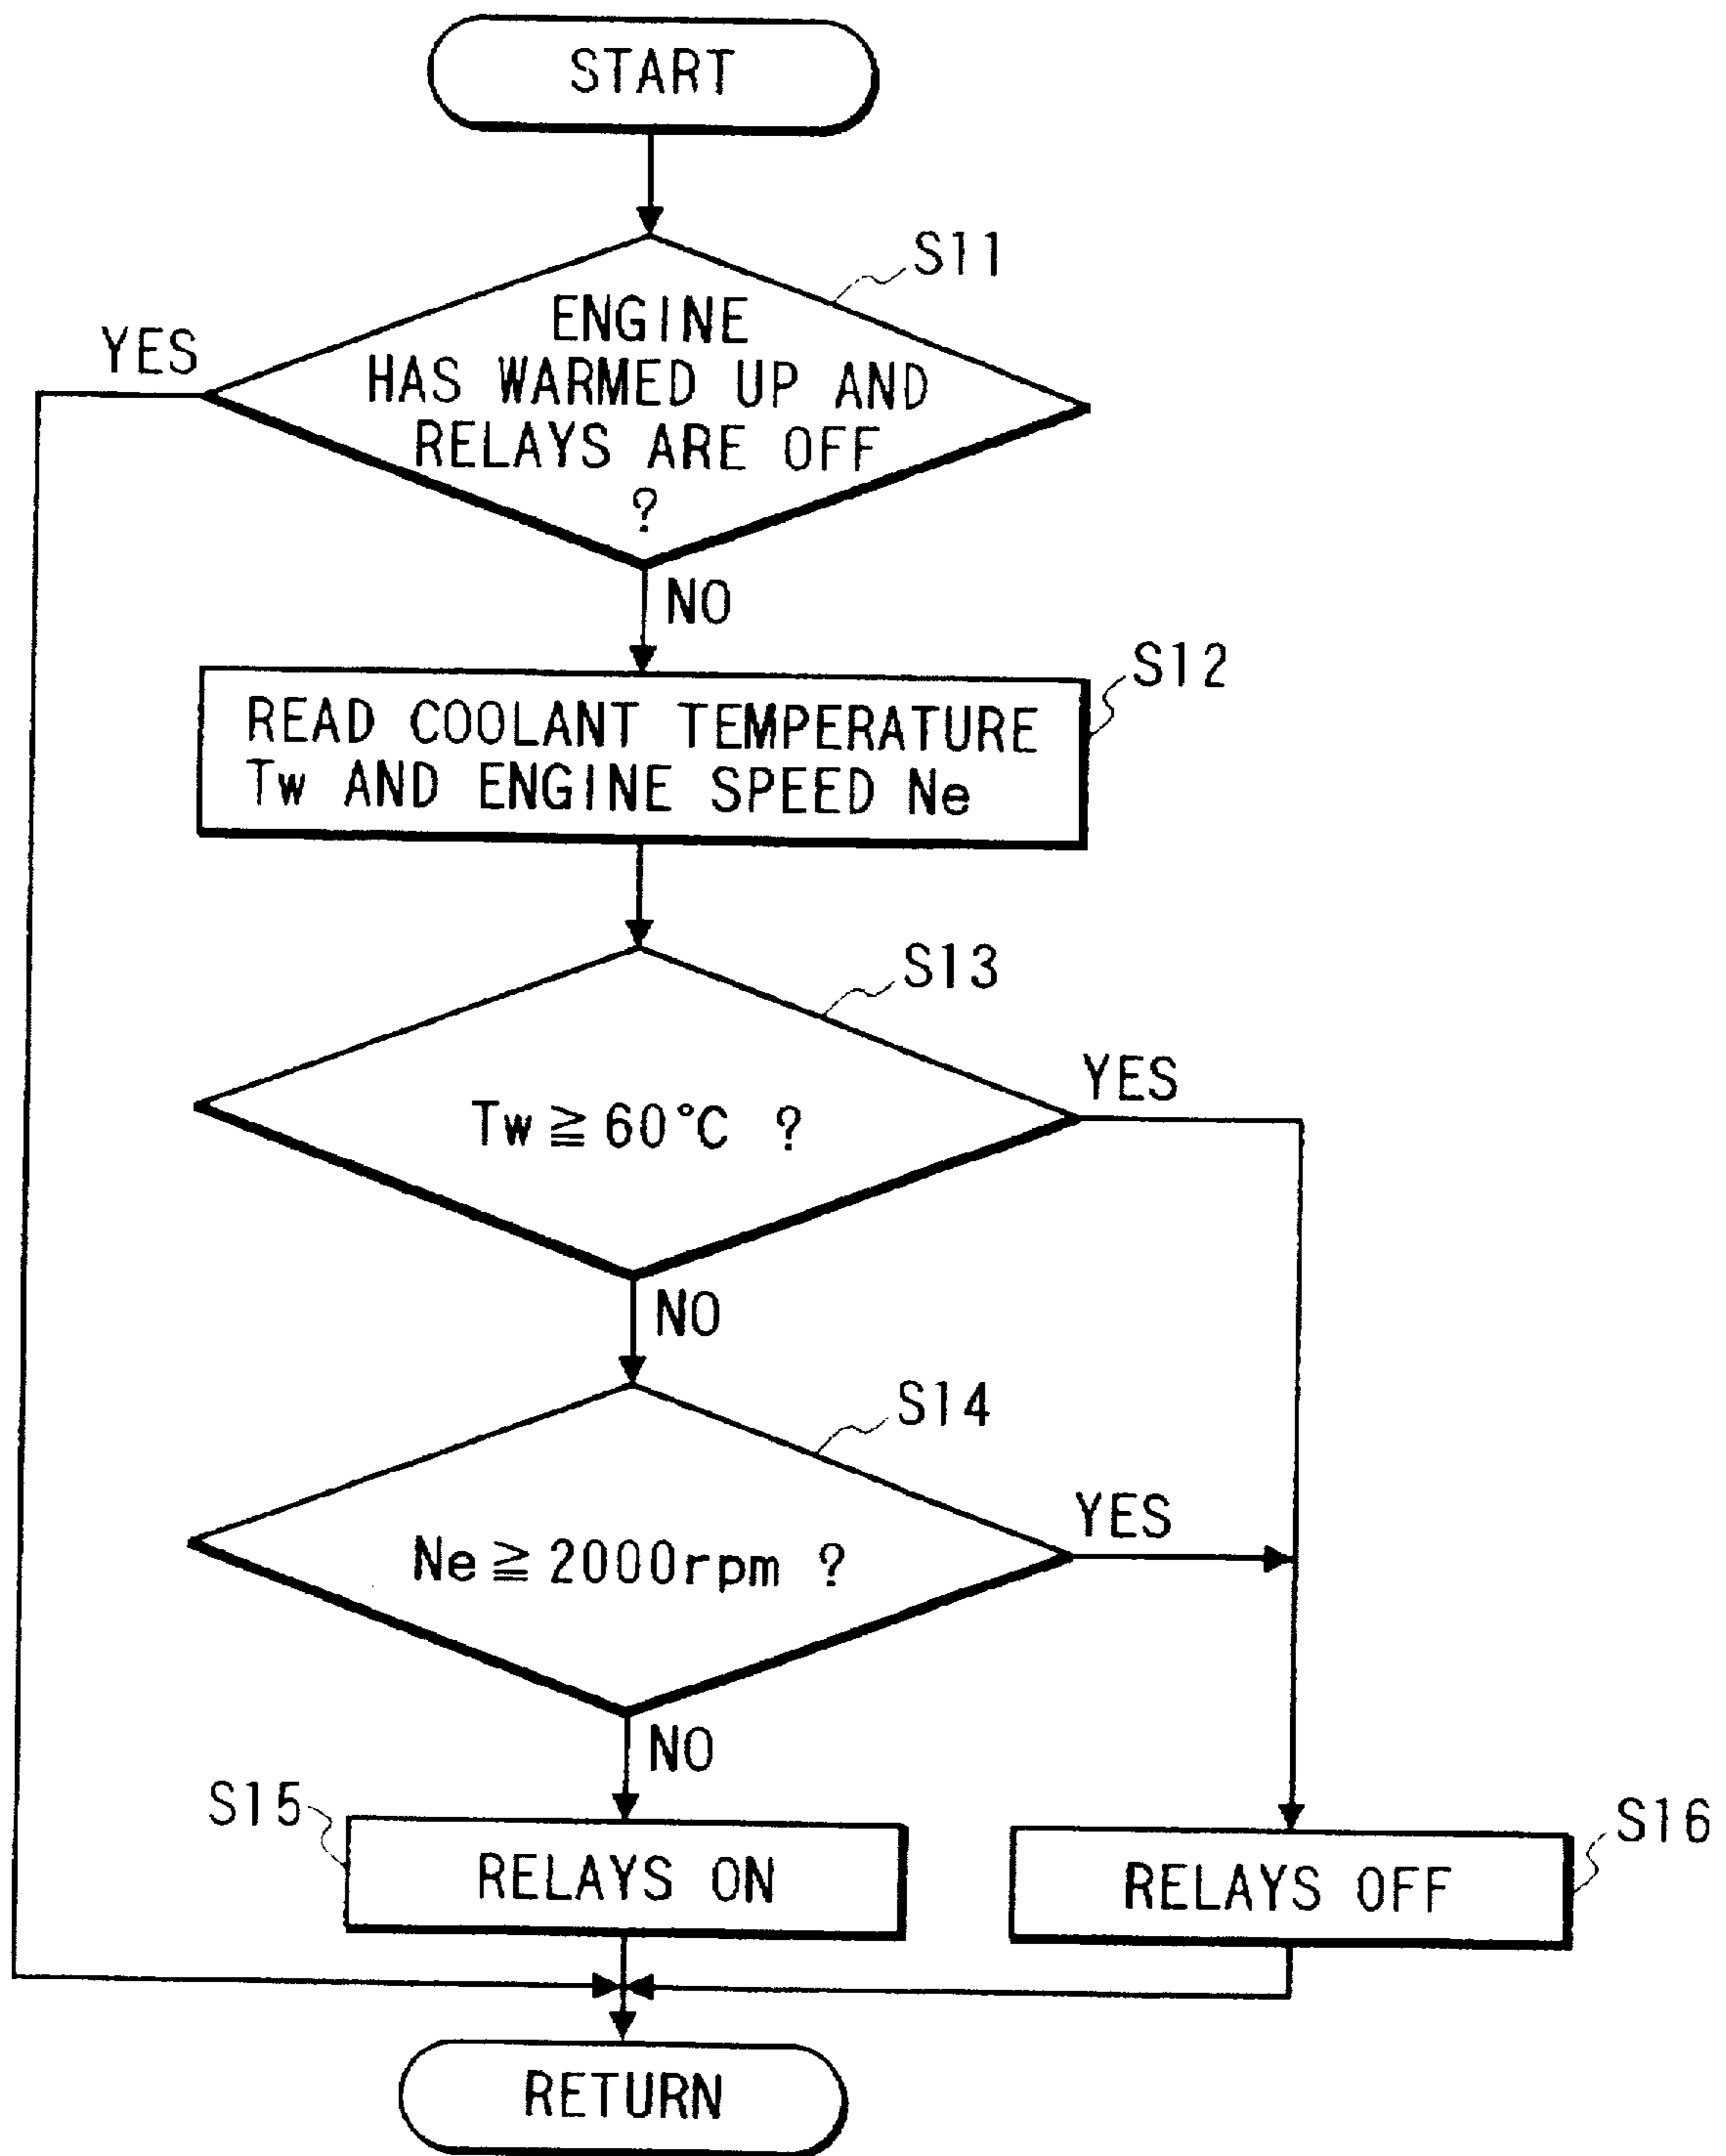 START
S11
YES
ENGINE
HAS WARMED UP AND
RELAYS ARE OFF
?
NO
S12
READ COOLANT TEMPERATURE
Tw AND ENGINE SPEED Ne
S13
YES
Tw ≧ 60°C ?
NO
S14
YES
Ne ≧ 2000rpm ?
NO
S15
RELAYS ON
S16
RELAYS OFF
RETURN